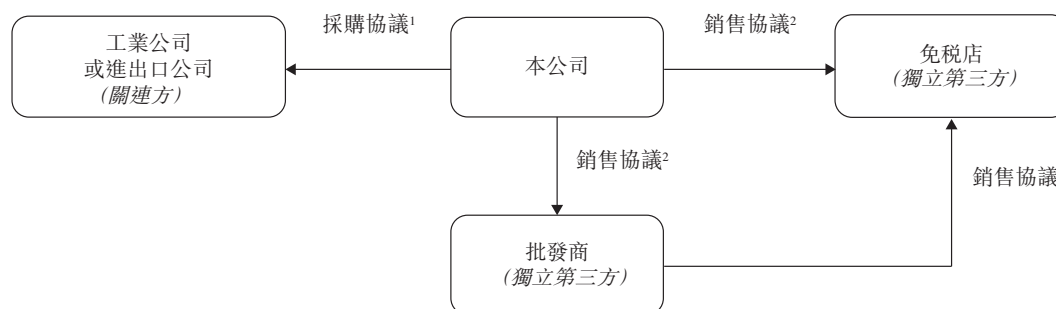 採購協議¹
銷售協議²
工業公司
或進出口公司
(關連方)
本公司
免税店
(獨立第三方)
銷售協議²
銷售協議
批發商
(獨立第三方)